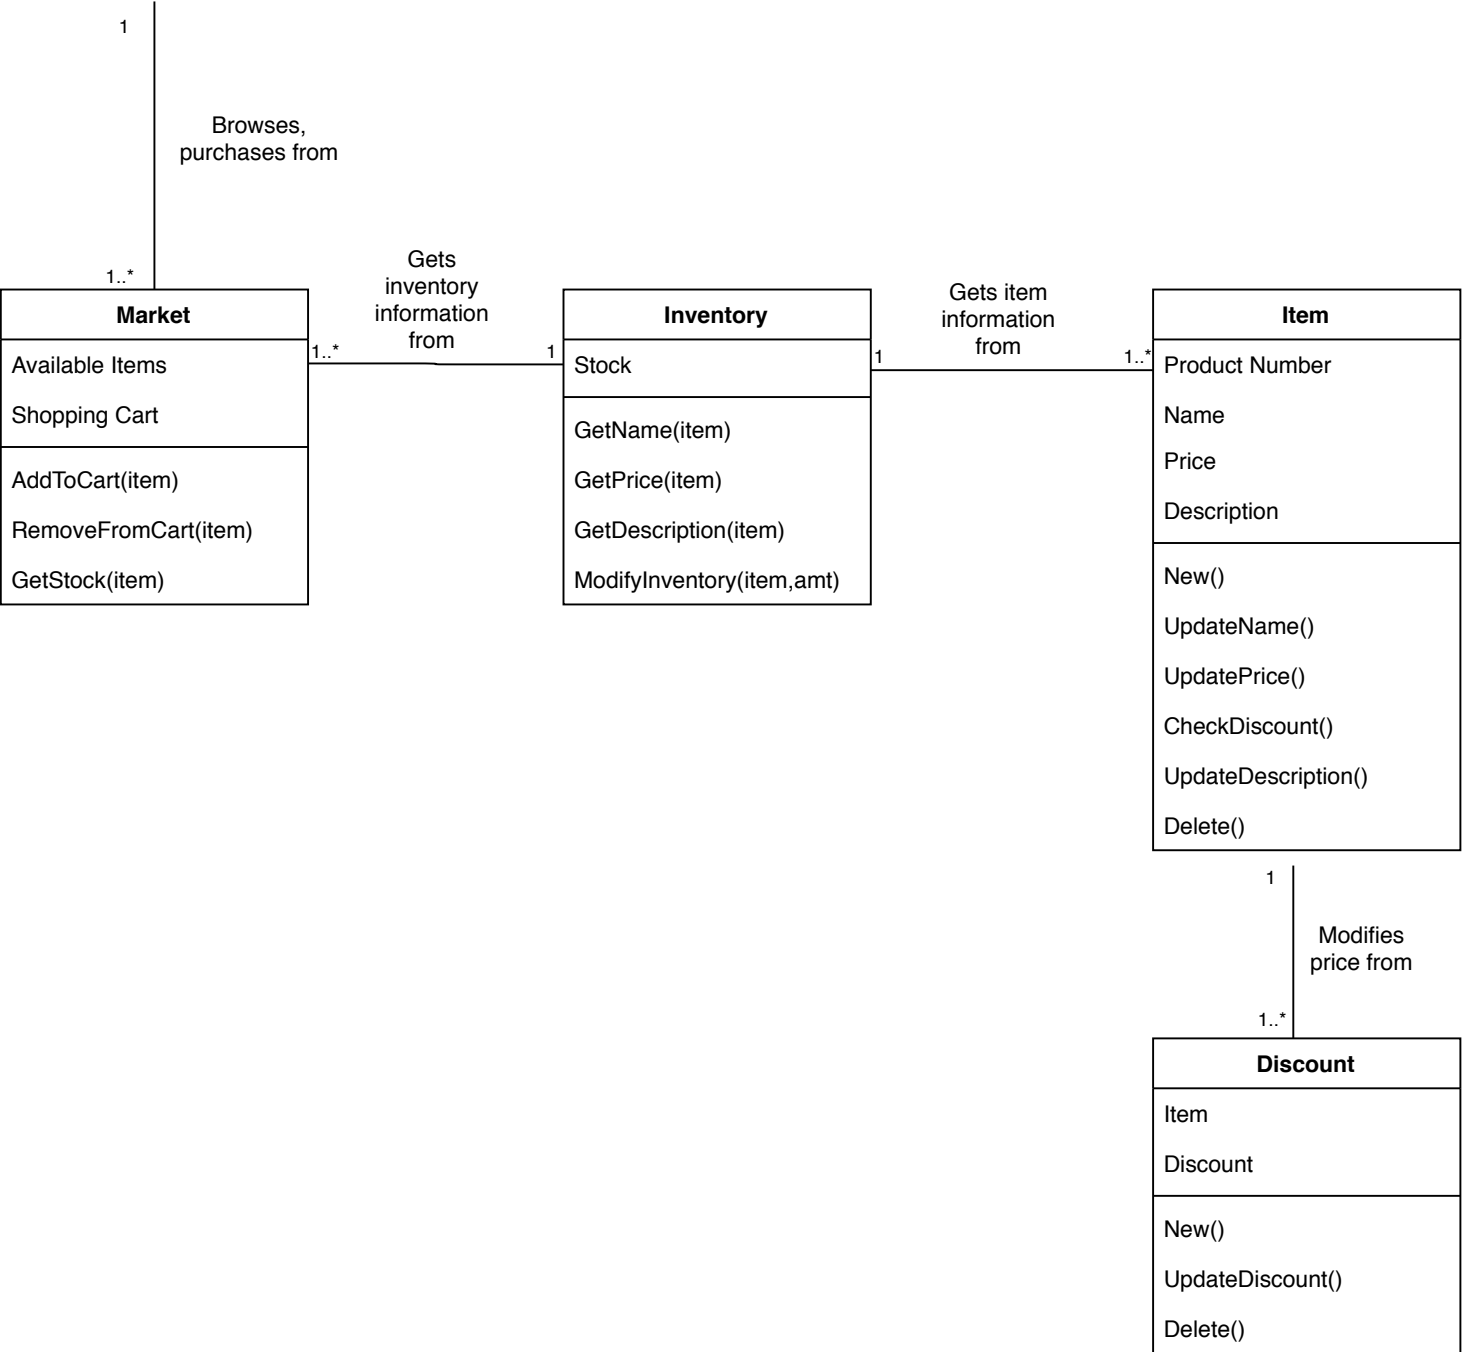 1
Browses,
purchases from
1..*
Market
Available Items
Shopping Cart
AddToCart(item)
RemoveFromCart(item)
GetStock(item)
Gets
inventory
information
from
1..*
1
Inventory
Stock
GetName(item)
GetPrice(item)
GetDescription(item)
ModifyInventory(item,amt)
Gets item
information
from
1
1..*
Item
Product Number
Name
Price
Description
New()
UpdateName()
UpdatePrice()
CheckDiscount()
UpdateDescription()
Delete()
1
Modifies
price from
1..*
Discount
Item
Discount
New()
UpdateDiscount()
Delete()